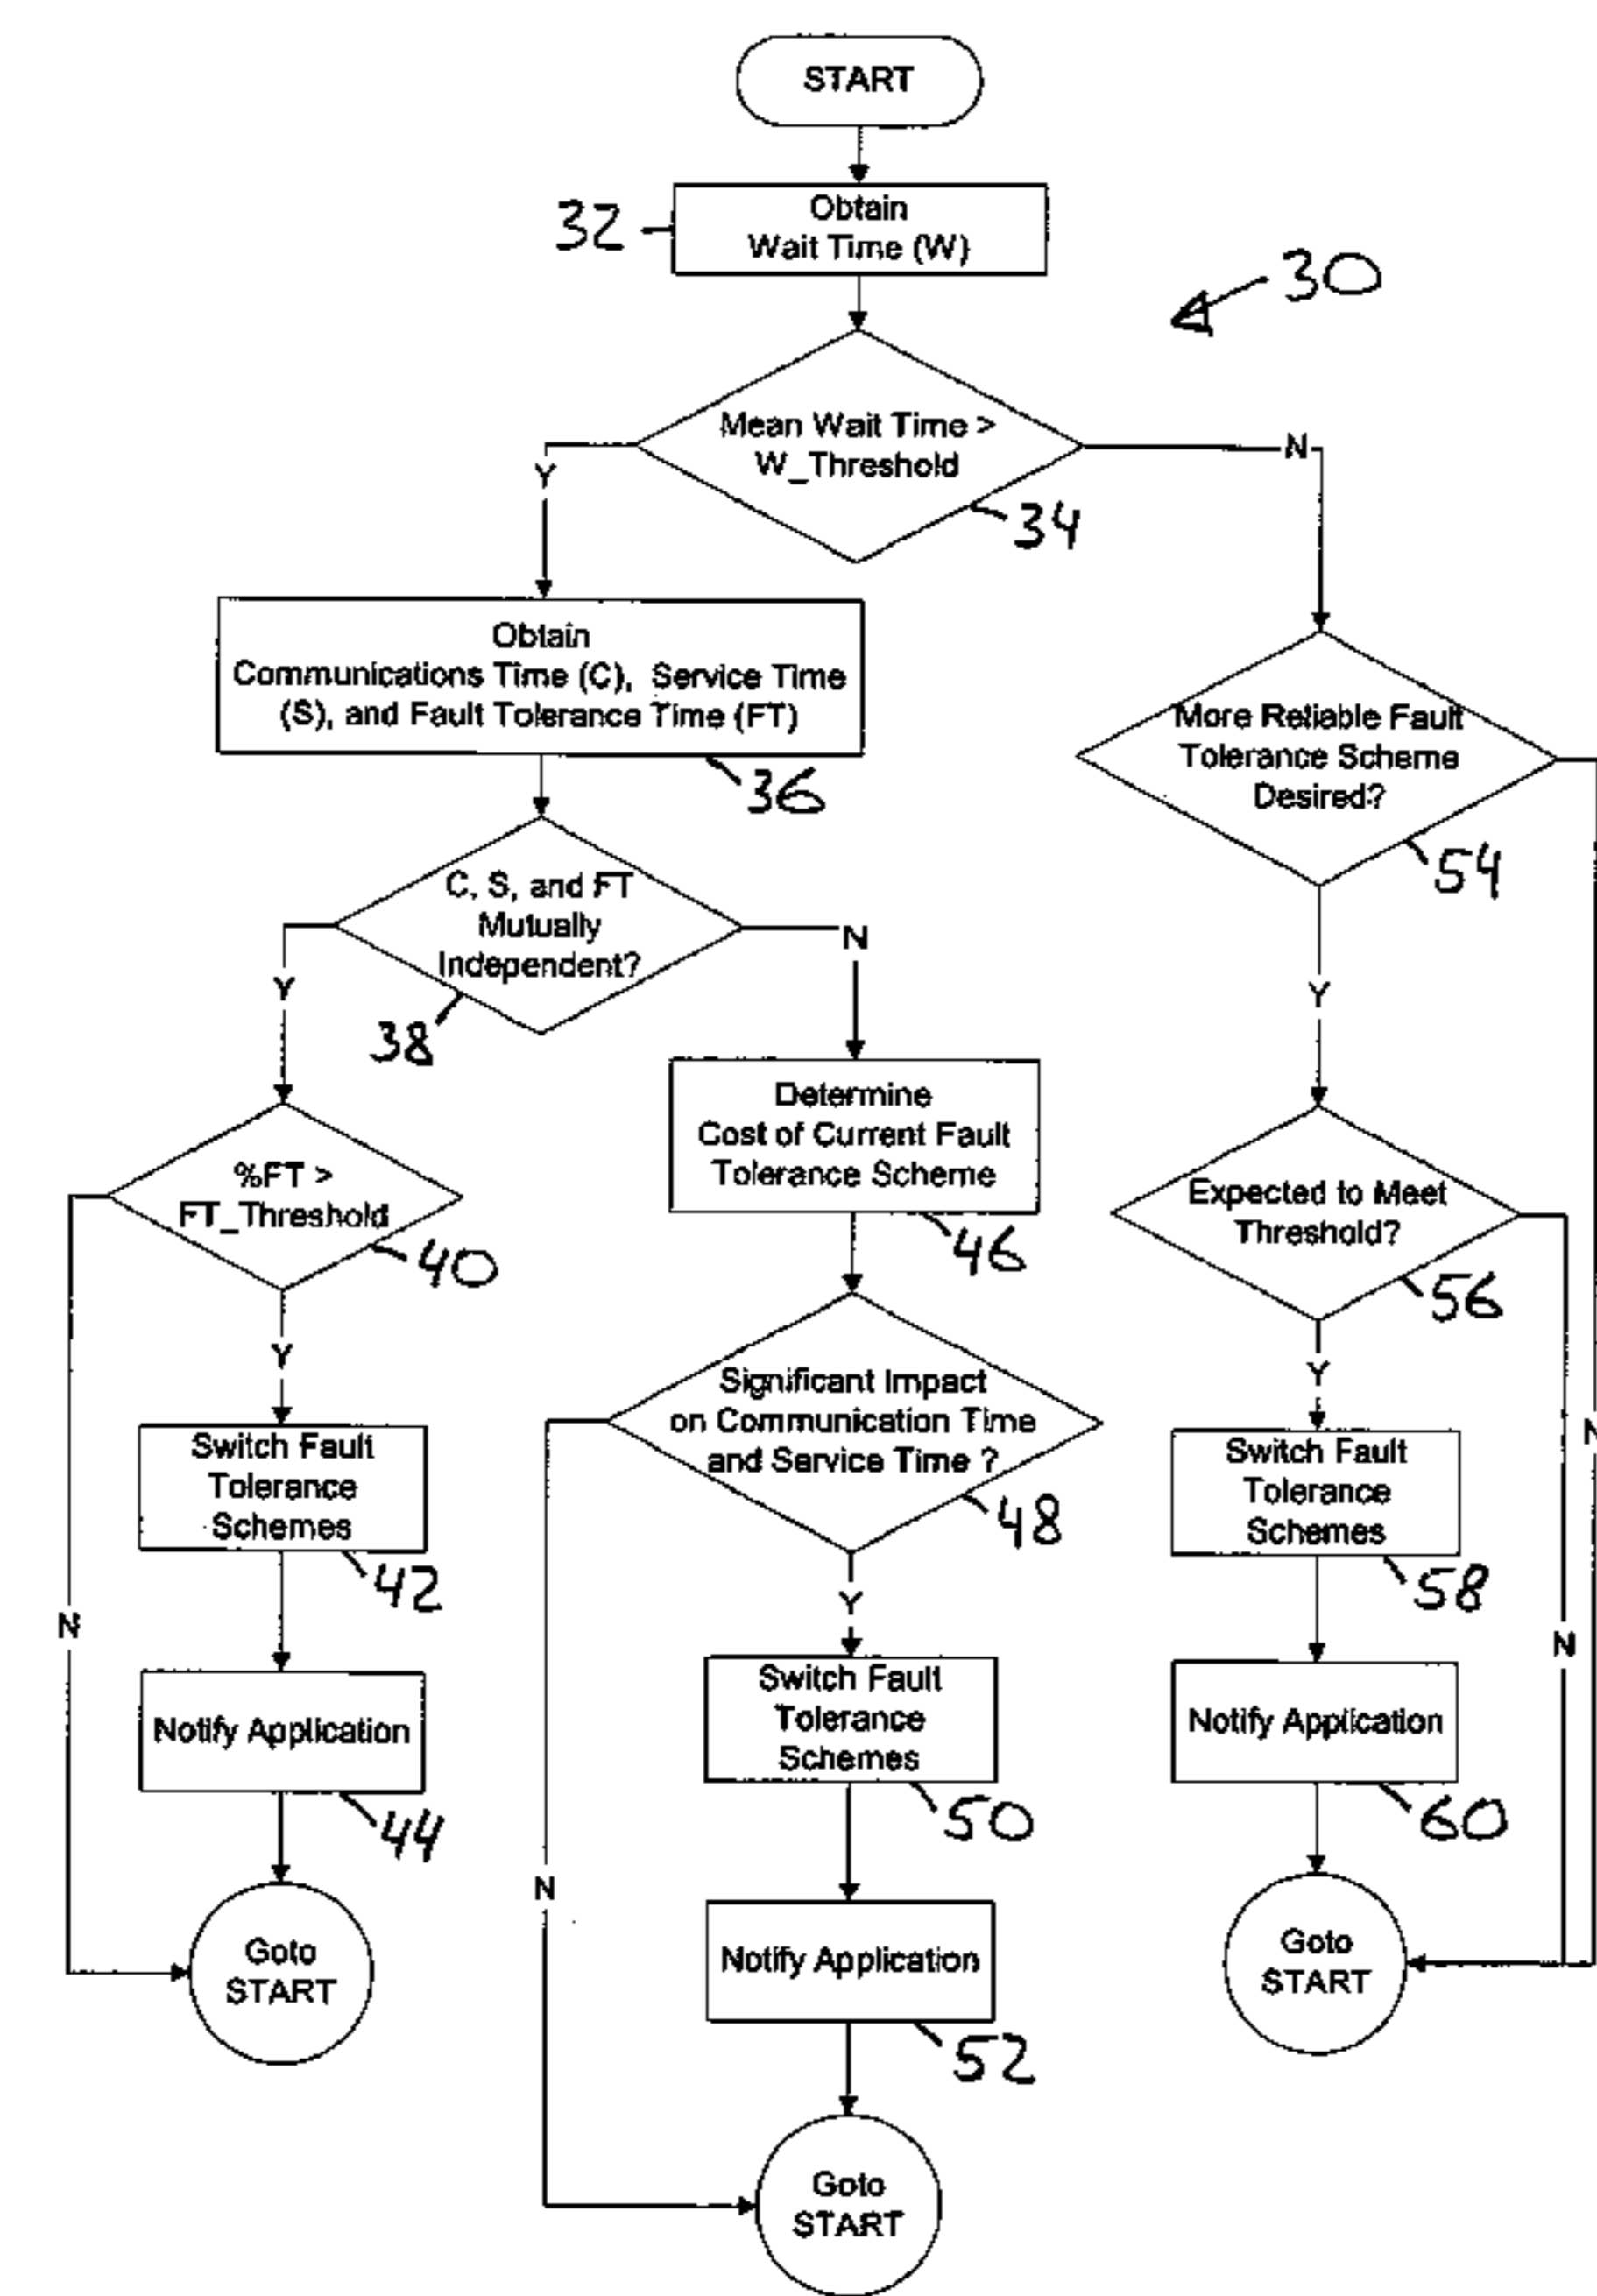 START
32
Obtain
Wait Time (W)
30
Mean Wait Time >
W_Threshold
34
Y
N
Obtain
Communications Time (C), Service Time
(S), and Fault Tolerance Time (FT)
36
More Reliable Fault
Tolerance Scheme
Desired?
54
C, S, and FT
Mutually
Independent?
38
Y
N
Y
N
Determine
Cost of Current Fault
Tolerance Scheme
46
%FT >
FT_Threshold
40
Expected to Meet
Threshold?
56
Y
N
Y
N
Significant Impact
on Communication Time
and Service Time ?
48
Switch Fault
Tolerance
Schemes
42
Switch Fault
Tolerance
Schemes
58
Y
N
Notify Application
44
Switch Fault
Tolerance
Schemes
50
Notify Application
60
Goto
START
Notify Application
52
Goto
START
Goto
START